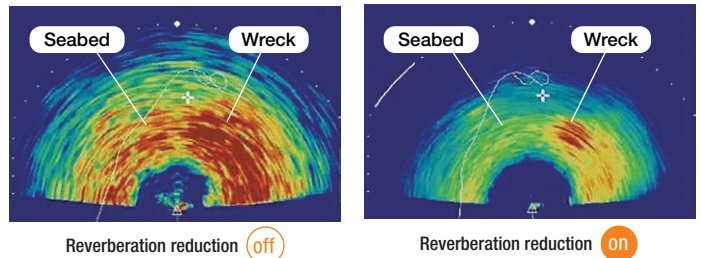 Seabed
Wreck
Reverberation reduction off
Seabed
Wreck
Reverberation reduction on